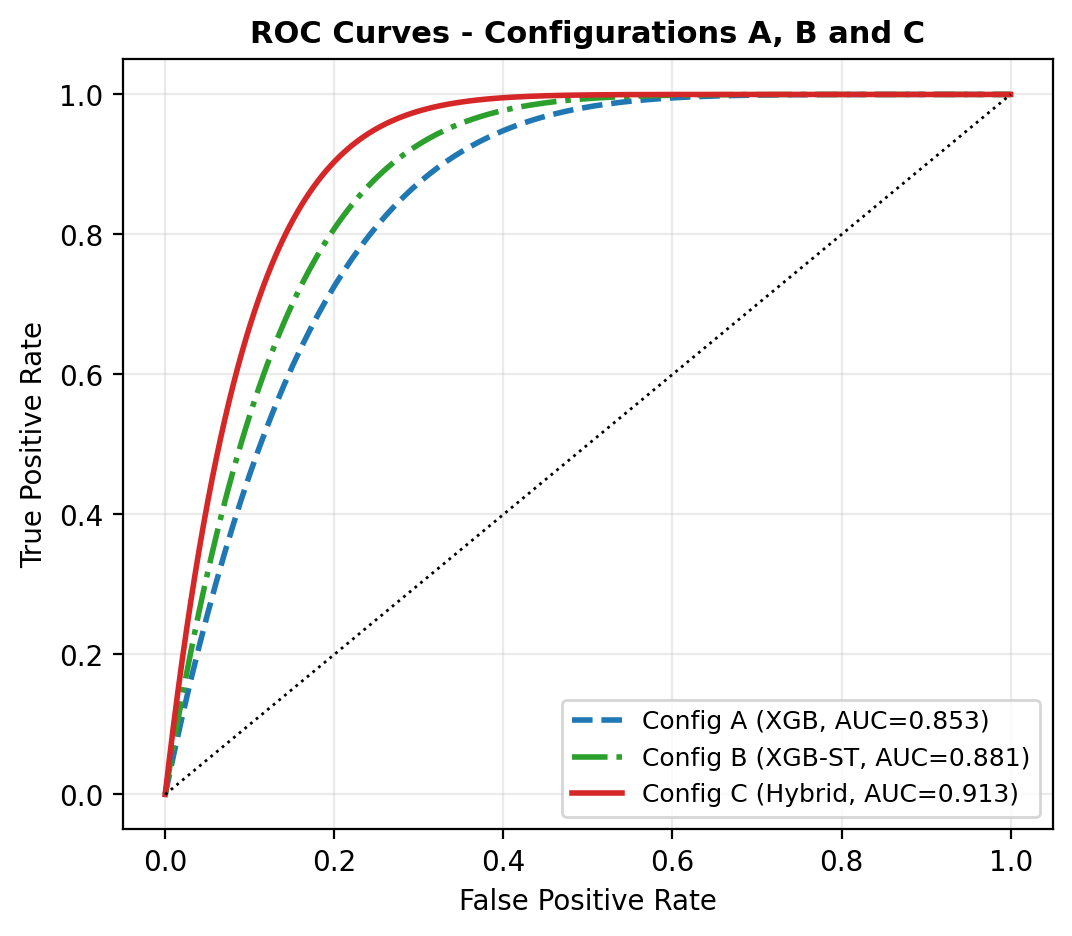 ROC Curves - Configurations A, B and C
True Positive Rate
1.0
0.8
0.6
0.4
0.2
0.0
Config A (XGB, AUC=0.853)
Config B (XGB-ST, AUC=0.881)
Config C (Hybrid, AUC=0.913)
0.0 0.2 0.4 0.6 0.8 1.0
False Positive Rate